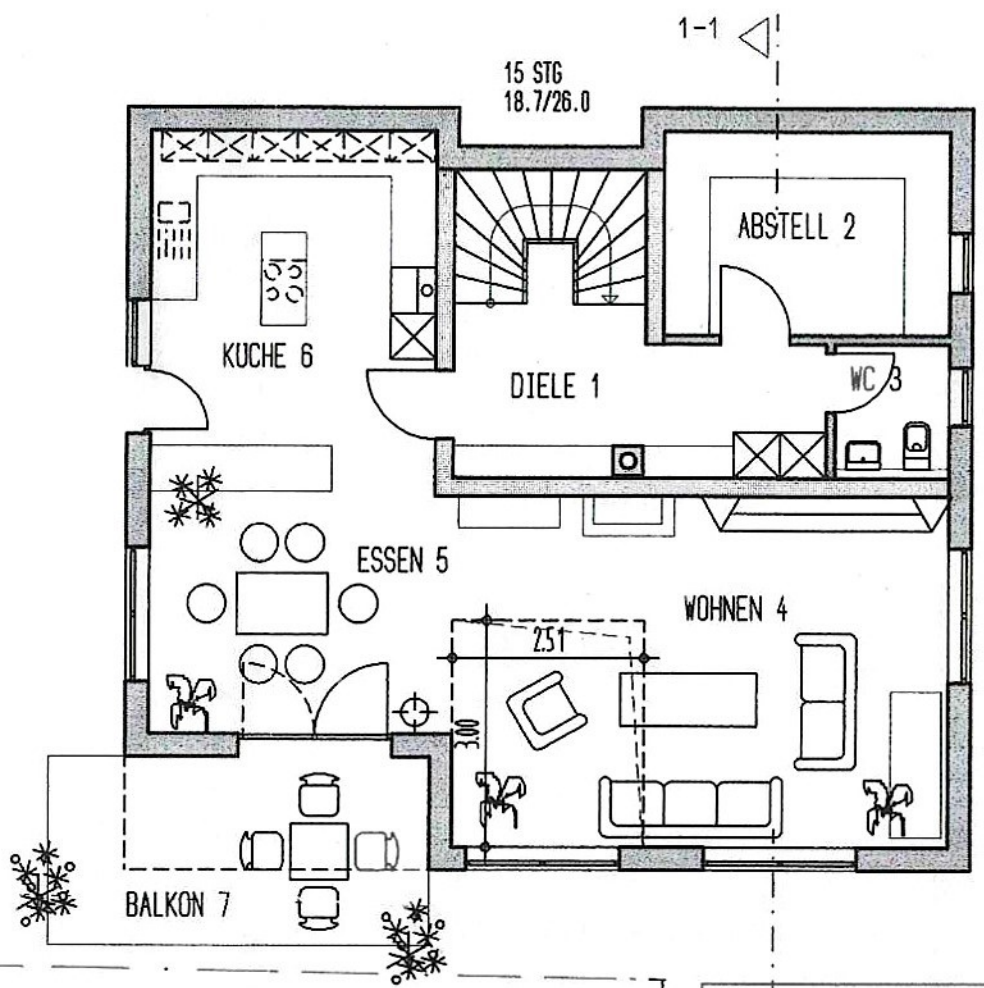 1-1
15 STG
18.7/26.0
ABSTELL 2
KUCHE 6
DIELE 1
WC 3
ESSEN 5
WOHNEN 4
2.51
3.00
BALKON 7